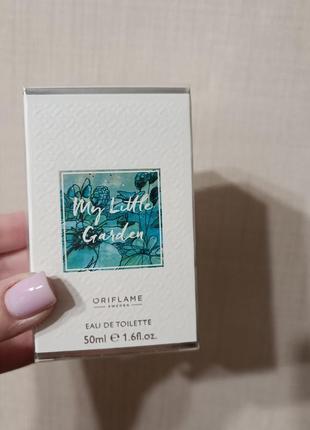 My Little
Garden
ORIFLAME
SWEDEN
EAU DE TOILETTE
50ml ℮ 1.6fl.oz.